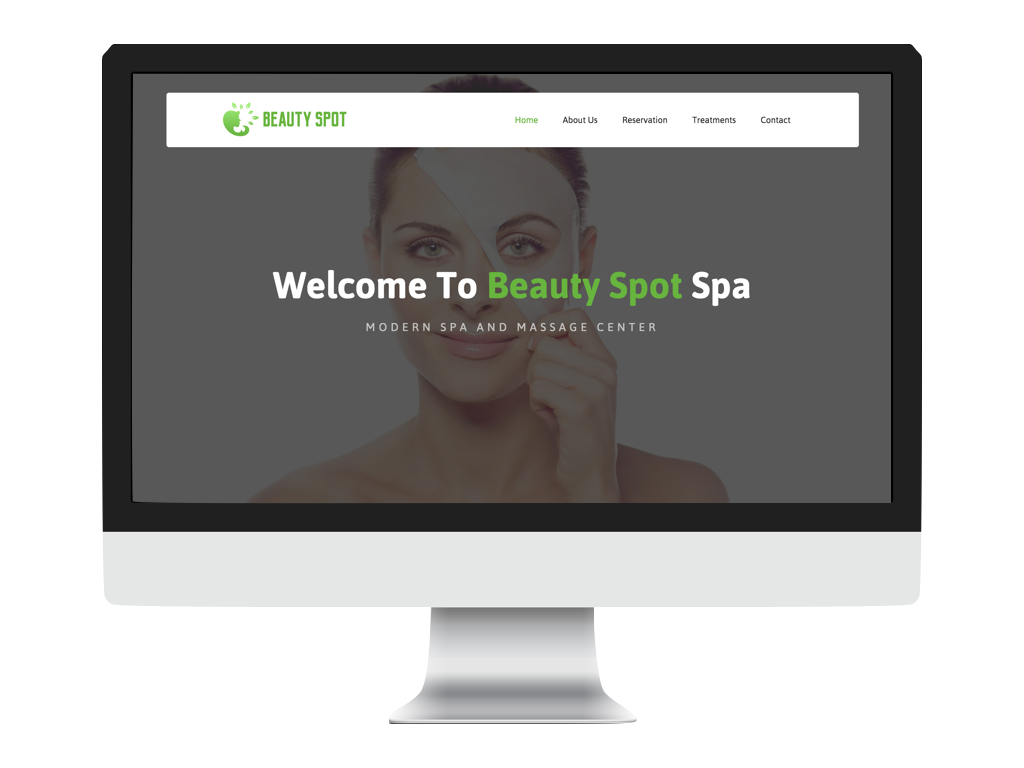 BEAUTY SPOT
Home About Us Reservation Treatments Contact
Welcome To Beauty Spot Spa
MODERN SPA AND MASSAGE CENTER